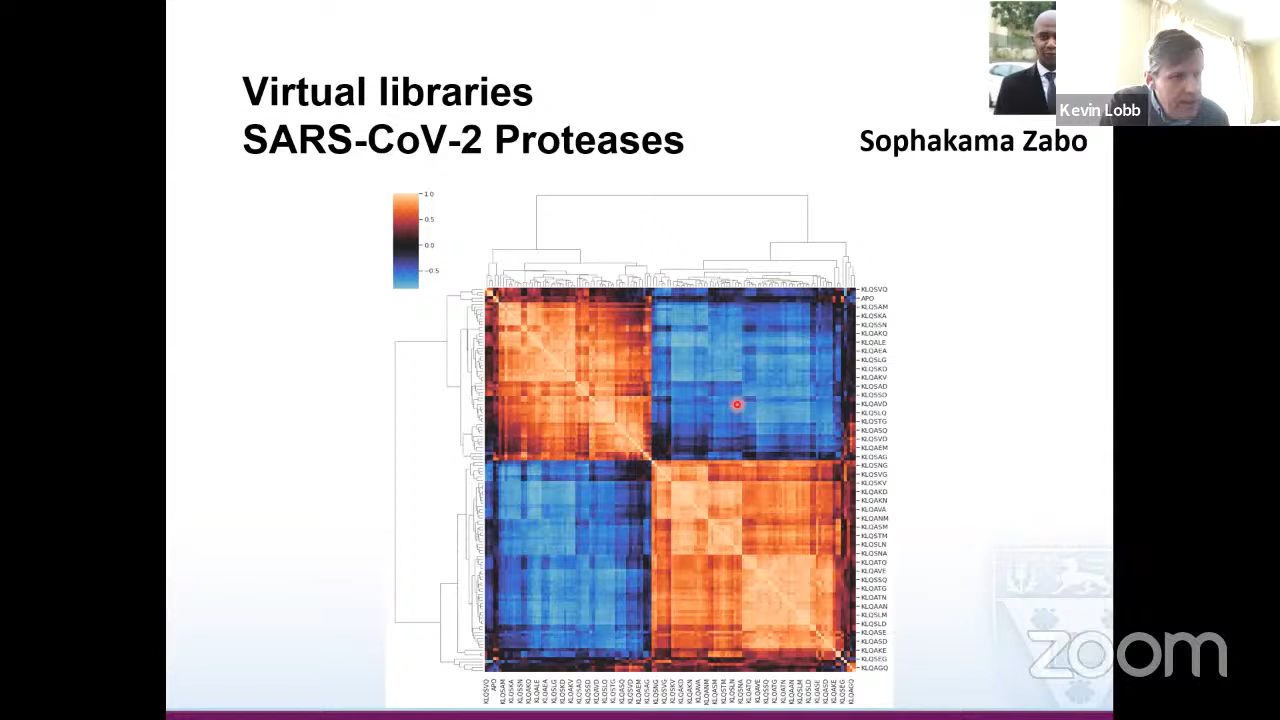 Virtual libraries
SARS-CoV-2 Proteases
Sophakama Zabo
Kevin Lobb
1.0
0.5
0.0
−0.5
KLQSVQ
APO
KLQSAM
KLQSKA
KLQSSN
KLQAKQ
KLQALE
KLQAEA
KLQSLG
KLQSKD
KLQAKV
KLQSAD
KLQSSD
KLQAVD
KLQSLQ
KLQSTG
KLQASQ
KLQSVD
KLQAEM
KLQSAG
KLQSNG
KLQSVG
KLQSKV
KLQAKD
KLQAKN
KLQAVA
KLQANM
KLQASM
KLQSTM
KLQSLN
KLQSNA
KLQATQ
KLQAVE
KLQSSQ
KLQATG
KLQATN
KLQAAN
KLQSLM
KLQSLD
KLQASE
KLQASD
KLQAKE
KLQSEG
KLQAGQ
zoom